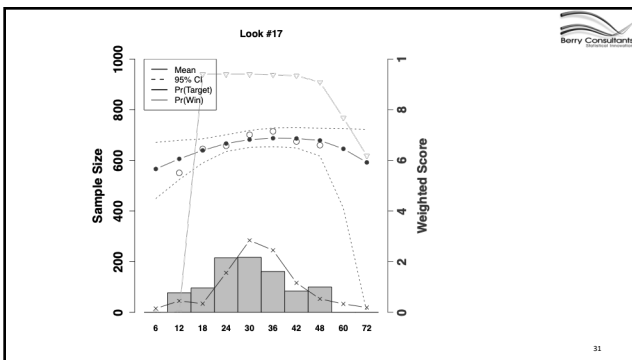 Look #17
Berry Consultants
Statistical Innovation
Mean
95% CI
Pr(Target)
Pr(Win)
Sample Size
0
200
400
600
800
1000
Weighted Score
0
2
4
6
8
1
6 12 18 24 30 36 42 48 60 72
31